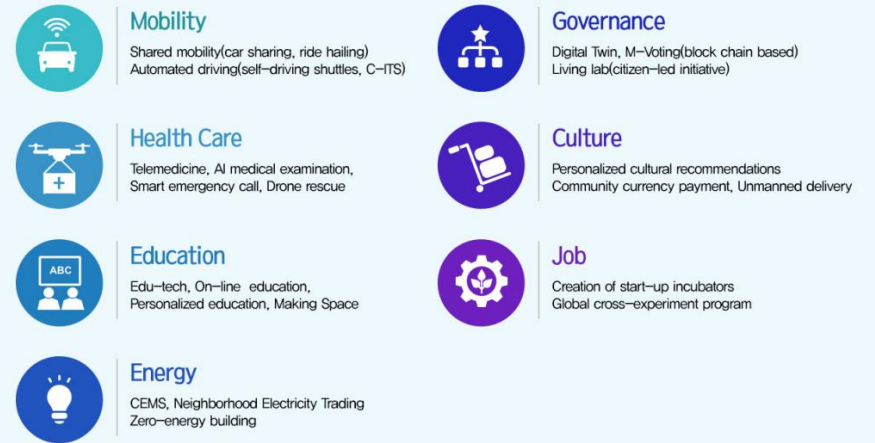 Mobility
Shared mobility(car sharing, ride hailing)
Automated driving(self-driving shuttles, C-ITS)
Health Care
Telemedicine, AI medical examination,
Smart emergency call, Drone rescue
ABC
Education
Edu-tech, On-line education,
Personalized education, Making Space
Energy
CEMS, Neighborhood Electricity Trading
Zero-energy building
Governance
Digital Twin, M-Voting(block chain based)
Living lab(citizen-led initiative)
Culture
Personalized cultural recommendations
Community currency payment, Unmanned delivery
Job
Creation of start-up incubators
Global cross-experiment program